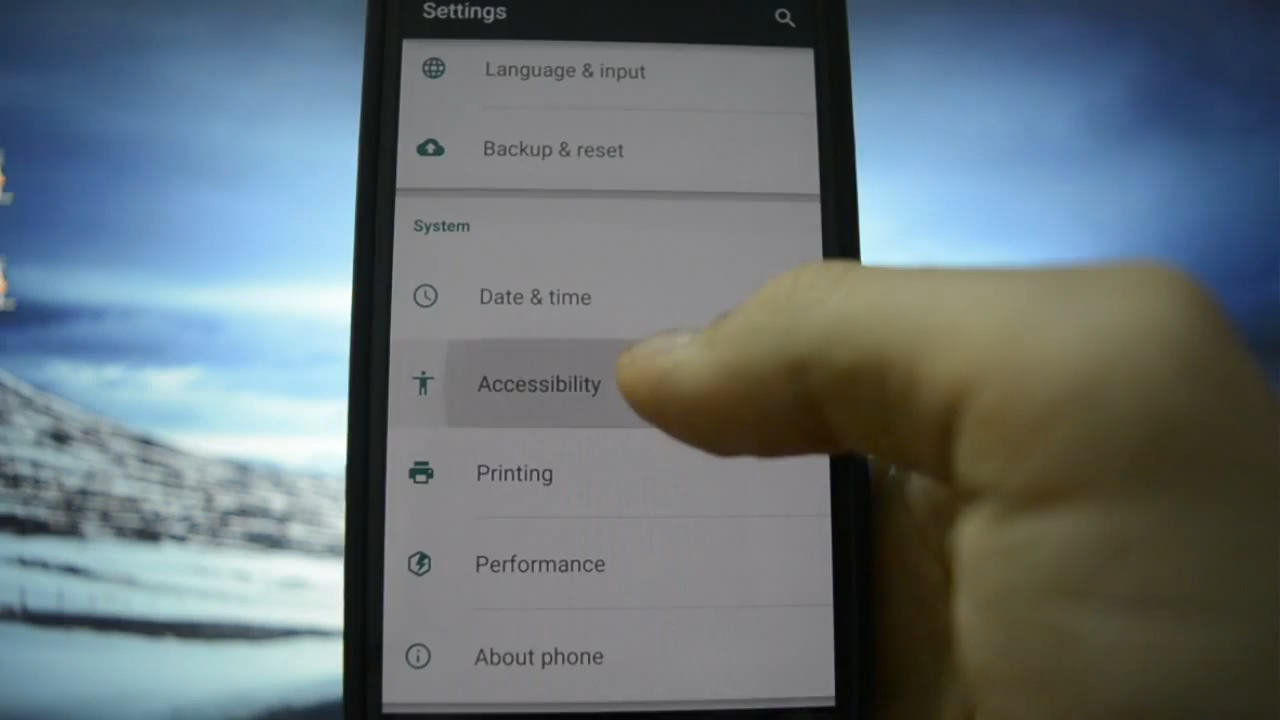 Settings
Language & input
Backup & reset
System
Date & time
Accessibility
Printing
Performance
About phone